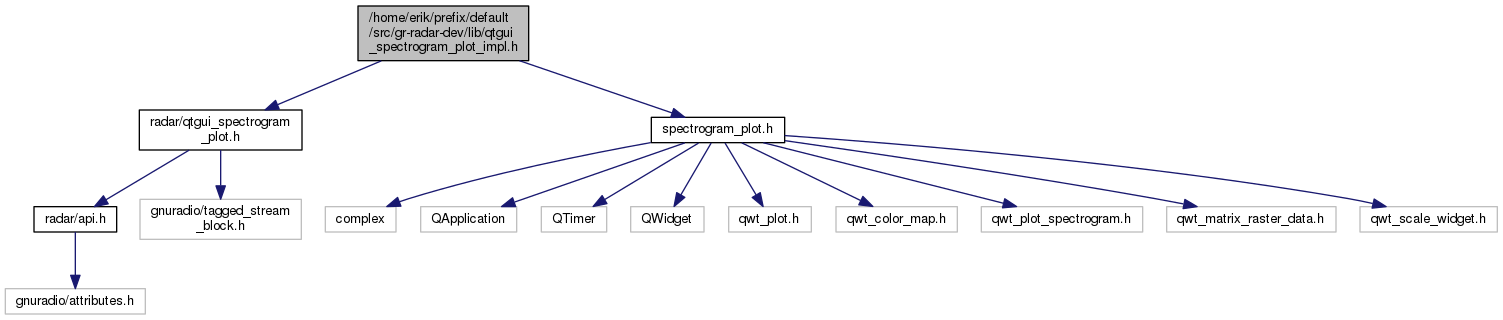 /home/erik/prefix/default
/src/gr-radar-dev/lib/qtgui
_spectrogram_plot_impl.h
radar/qtgui_spectrogram
_plot.h
spectrogram_plot.h
radar/api.h
gnuradio/tagged_stream
_block.h
complex
QApplication
QTimer
QWidget
qwt_plot.h
qwt_color_map.h
qwt_plot_spectrogram.h
qwt_matrix_raster_data.h
qwt_scale_widget.h
gnuradio/attributes.h